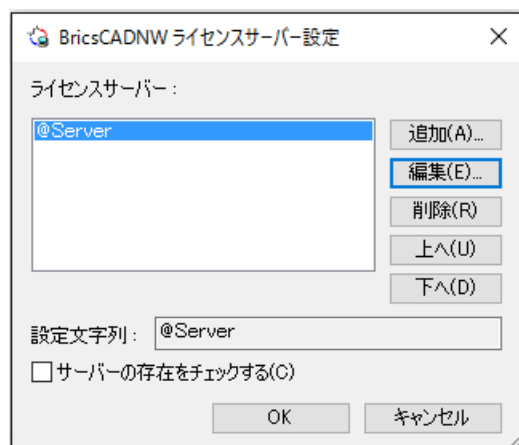 BricsCADNW ライセンスサーバー設定
ライセンスサーバー：
@Server
追加(A)...
編集(E)...
削除(R)
上へ(U)
下へ(D)
設定文字列： @Server
サーバーの存在をチェックする(C)
OK キャンセル